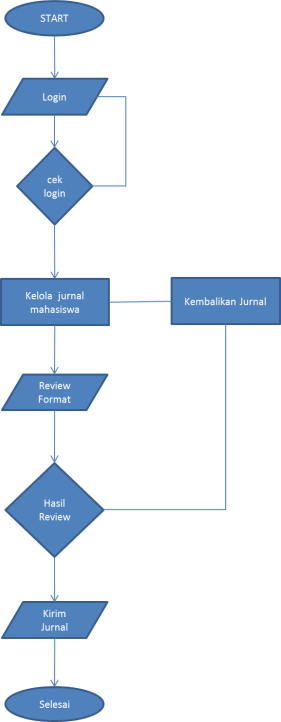 START
Login
cek
login
Kelola jurnal
mahasiswa
Kembalikan Jurnal
Review
Format
Hasil
Review
Kirim
Jurnal
Selesai